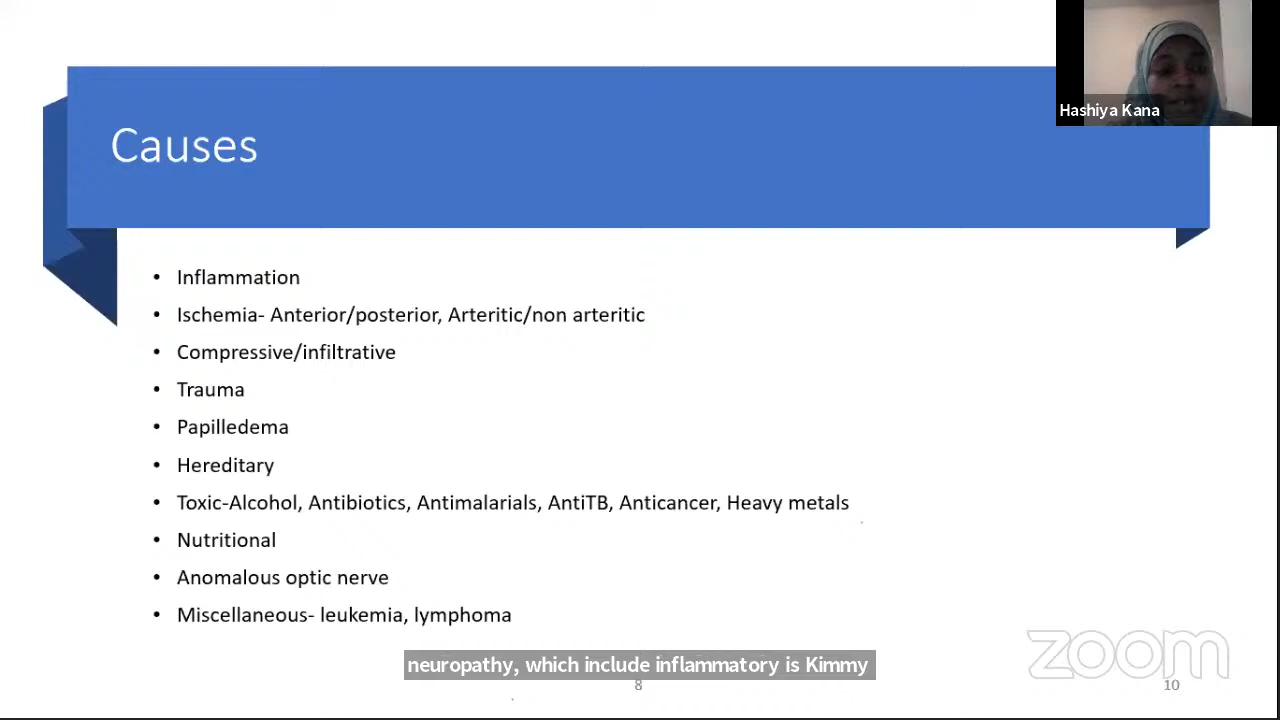 Hashiya Kana
Causes
• Inflammation
• Ischemia- Anterior/posterior, Arteritic/non arteritic
• Compressive/infiltrative
• Trauma
• Papilledema
• Hereditary
• Toxic-Alcohol, Antibiotics, Antimalarials, AntiTB, Anticancer, Heavy metals
• Nutritional
• Anomalous optic nerve
• Miscellaneous- leukemia, lymphoma
zoom
neuropathy, which include inflammatory is Kimmy
8
10